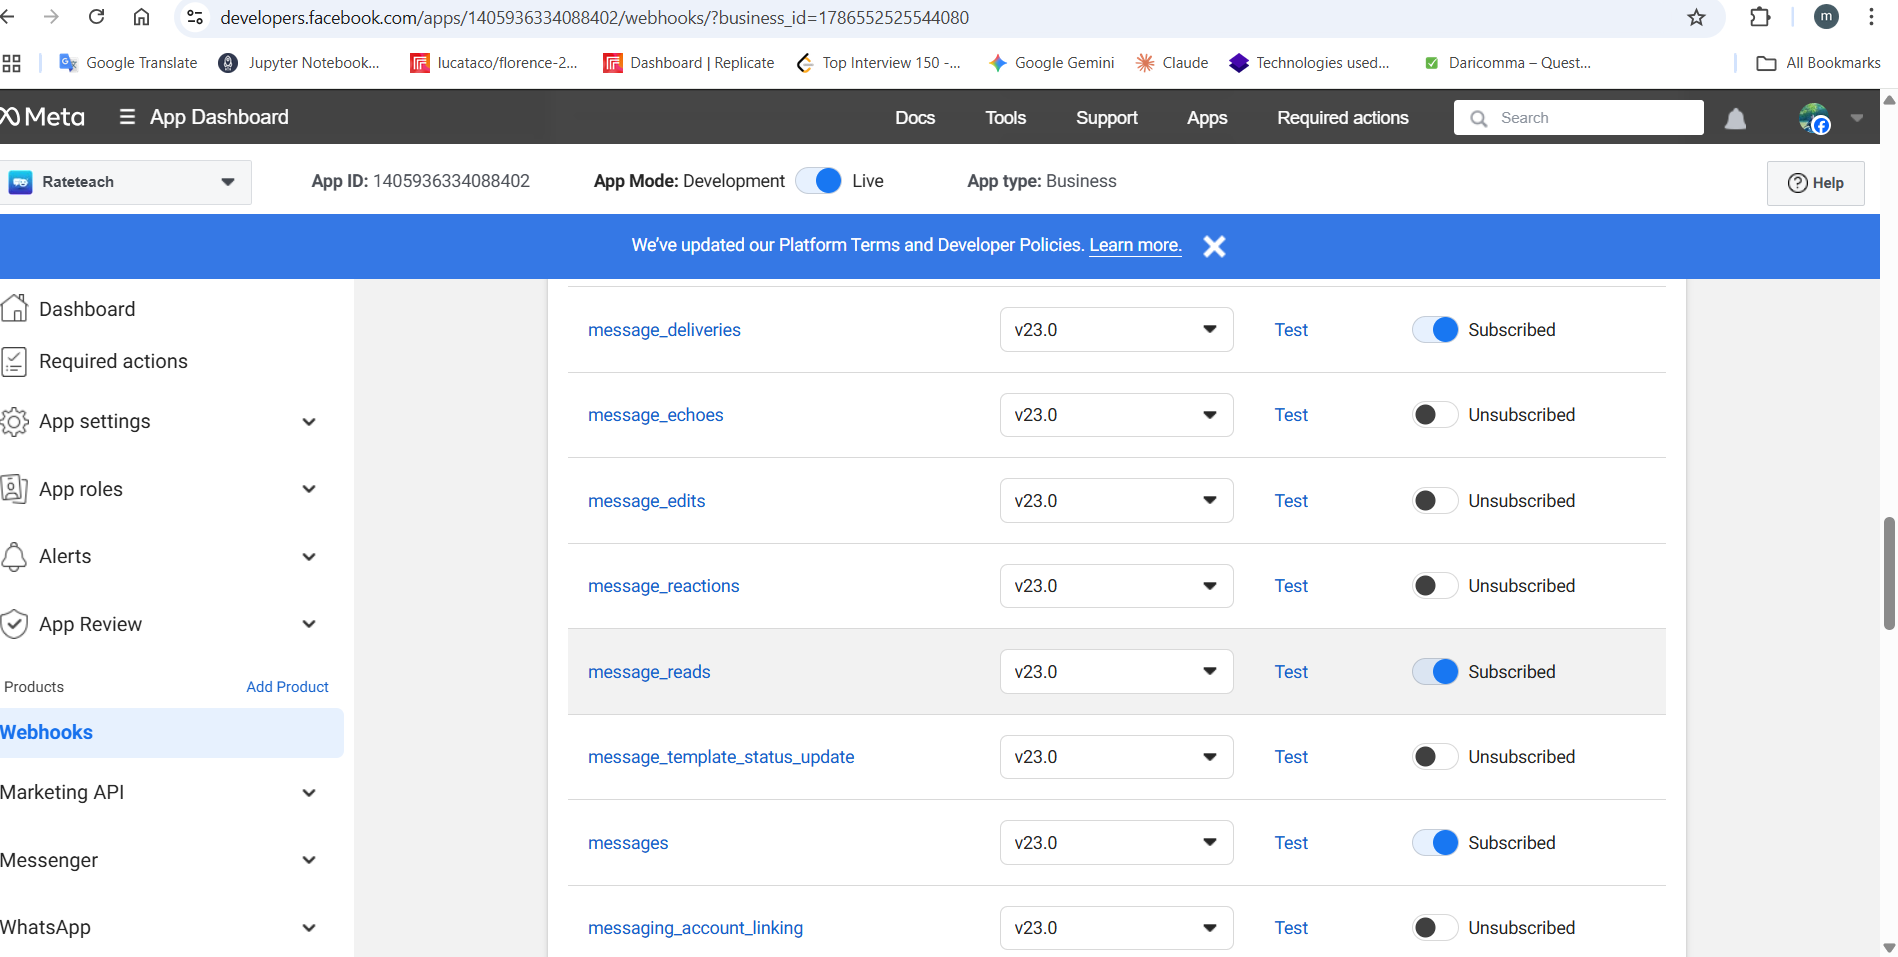 developers.facebook.com/apps/1405936334088402/webhooks/?business_id=1786552525544080
m
Google Translate
Jupyter Notebook...
lucataco/florence-2...
Dashboard | Replicate
Top Interview 150 -...
Google Gemini
Claude
Technologies used...
Daricomma – Quest...
All Bookmarks
Meta
App Dashboard
Docs
Tools
Support
Apps
Required actions
Search
Rateteach
App ID: 1405936334088402
App Mode: Development
Live
App type: Business
Help
We've updated our Platform Terms and Developer Policies. Learn more.
Dashboard
Required actions
App settings
App roles
Alerts
App Review
Products
Add Product
Webhooks
Marketing API
Messenger
WhatsApp
message_deliveries v23.0 Test Subscribed
message_echoes v23.0 Test Unsubscribed
message_edits v23.0 Test Unsubscribed
message_reactions v23.0 Test Unsubscribed
message_reads v23.0 Test Subscribed
message_template_status_update v23.0 Test Unsubscribed
messages v23.0 Test Subscribed
messaging_account_linking v23.0 Test Unsubscribed